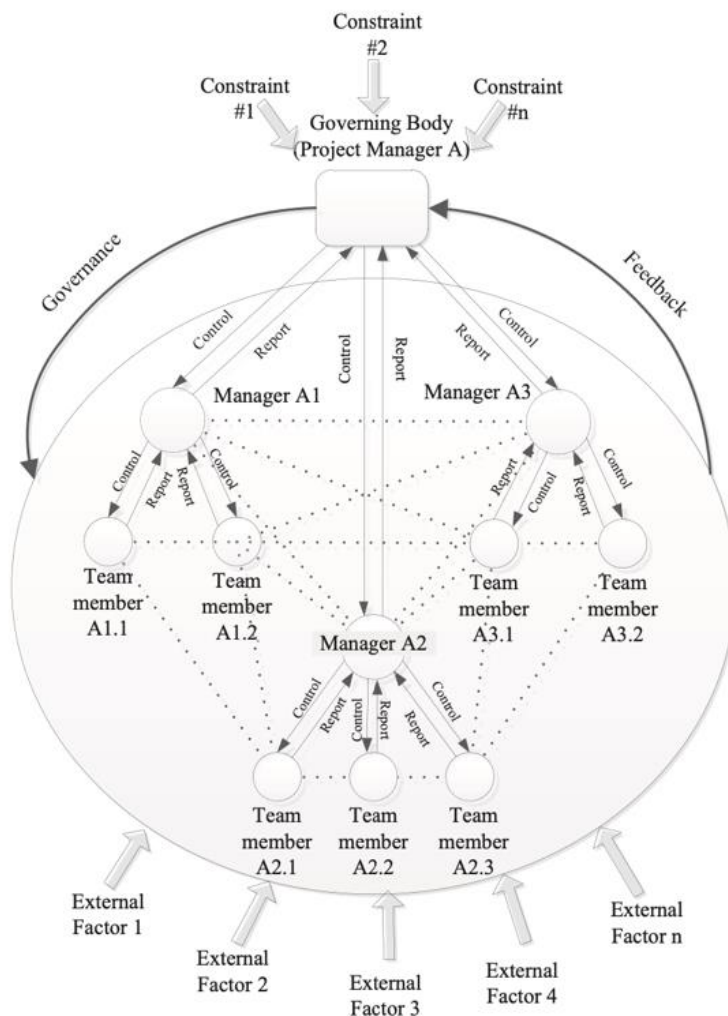 Constraint
#2
Constraint
#1
Constraint
#n
Governing Body
(Project Manager A)
Governance
Feedback
Control
Report
Control
Report
Report
Control
Manager A1
Manager A3
Control
Report
Report
Control
Report
Control
Report
Control
Team
member
A1.1
Team
member
A1.2
Team
member
A3.1
Team
member
A3.2
Manager A2
Control
Report
Control
Report
Report
Control
Team
member
A2.1
Team
member
A2.2
Team
member
A2.3
External
Factor 1
External
Factor 2
External
Factor 3
External
Factor 4
External
Factor n